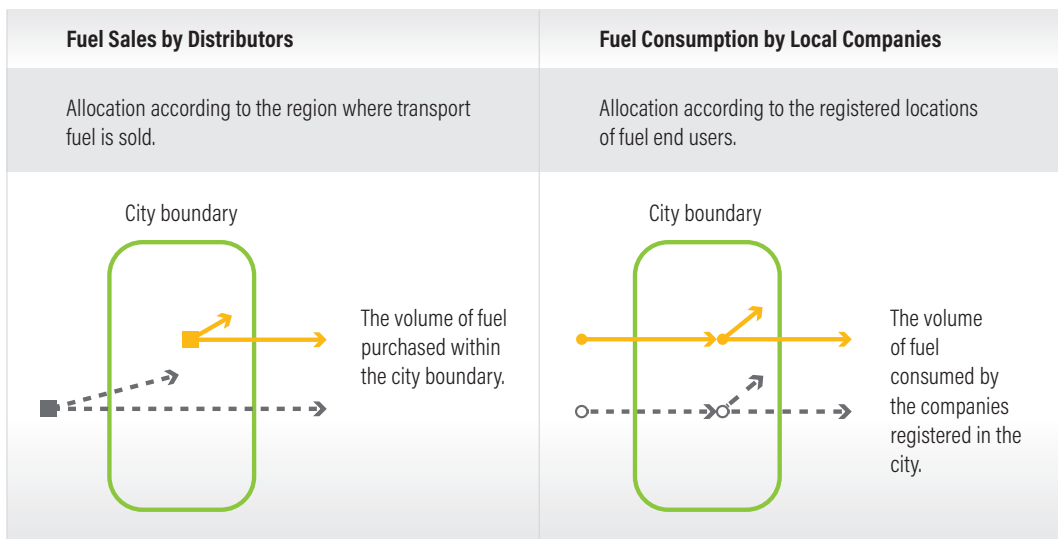 Fuel Sales by Distributors
Fuel Consumption by Local Companies
Allocation according to the region where transport
fuel is sold.
Allocation according to the registered locations
of fuel end users.
City boundary
The volume of fuel
purchased within
the city boundary.
City boundary
The volume
of fuel
consumed by
the companies
registered in the
city.